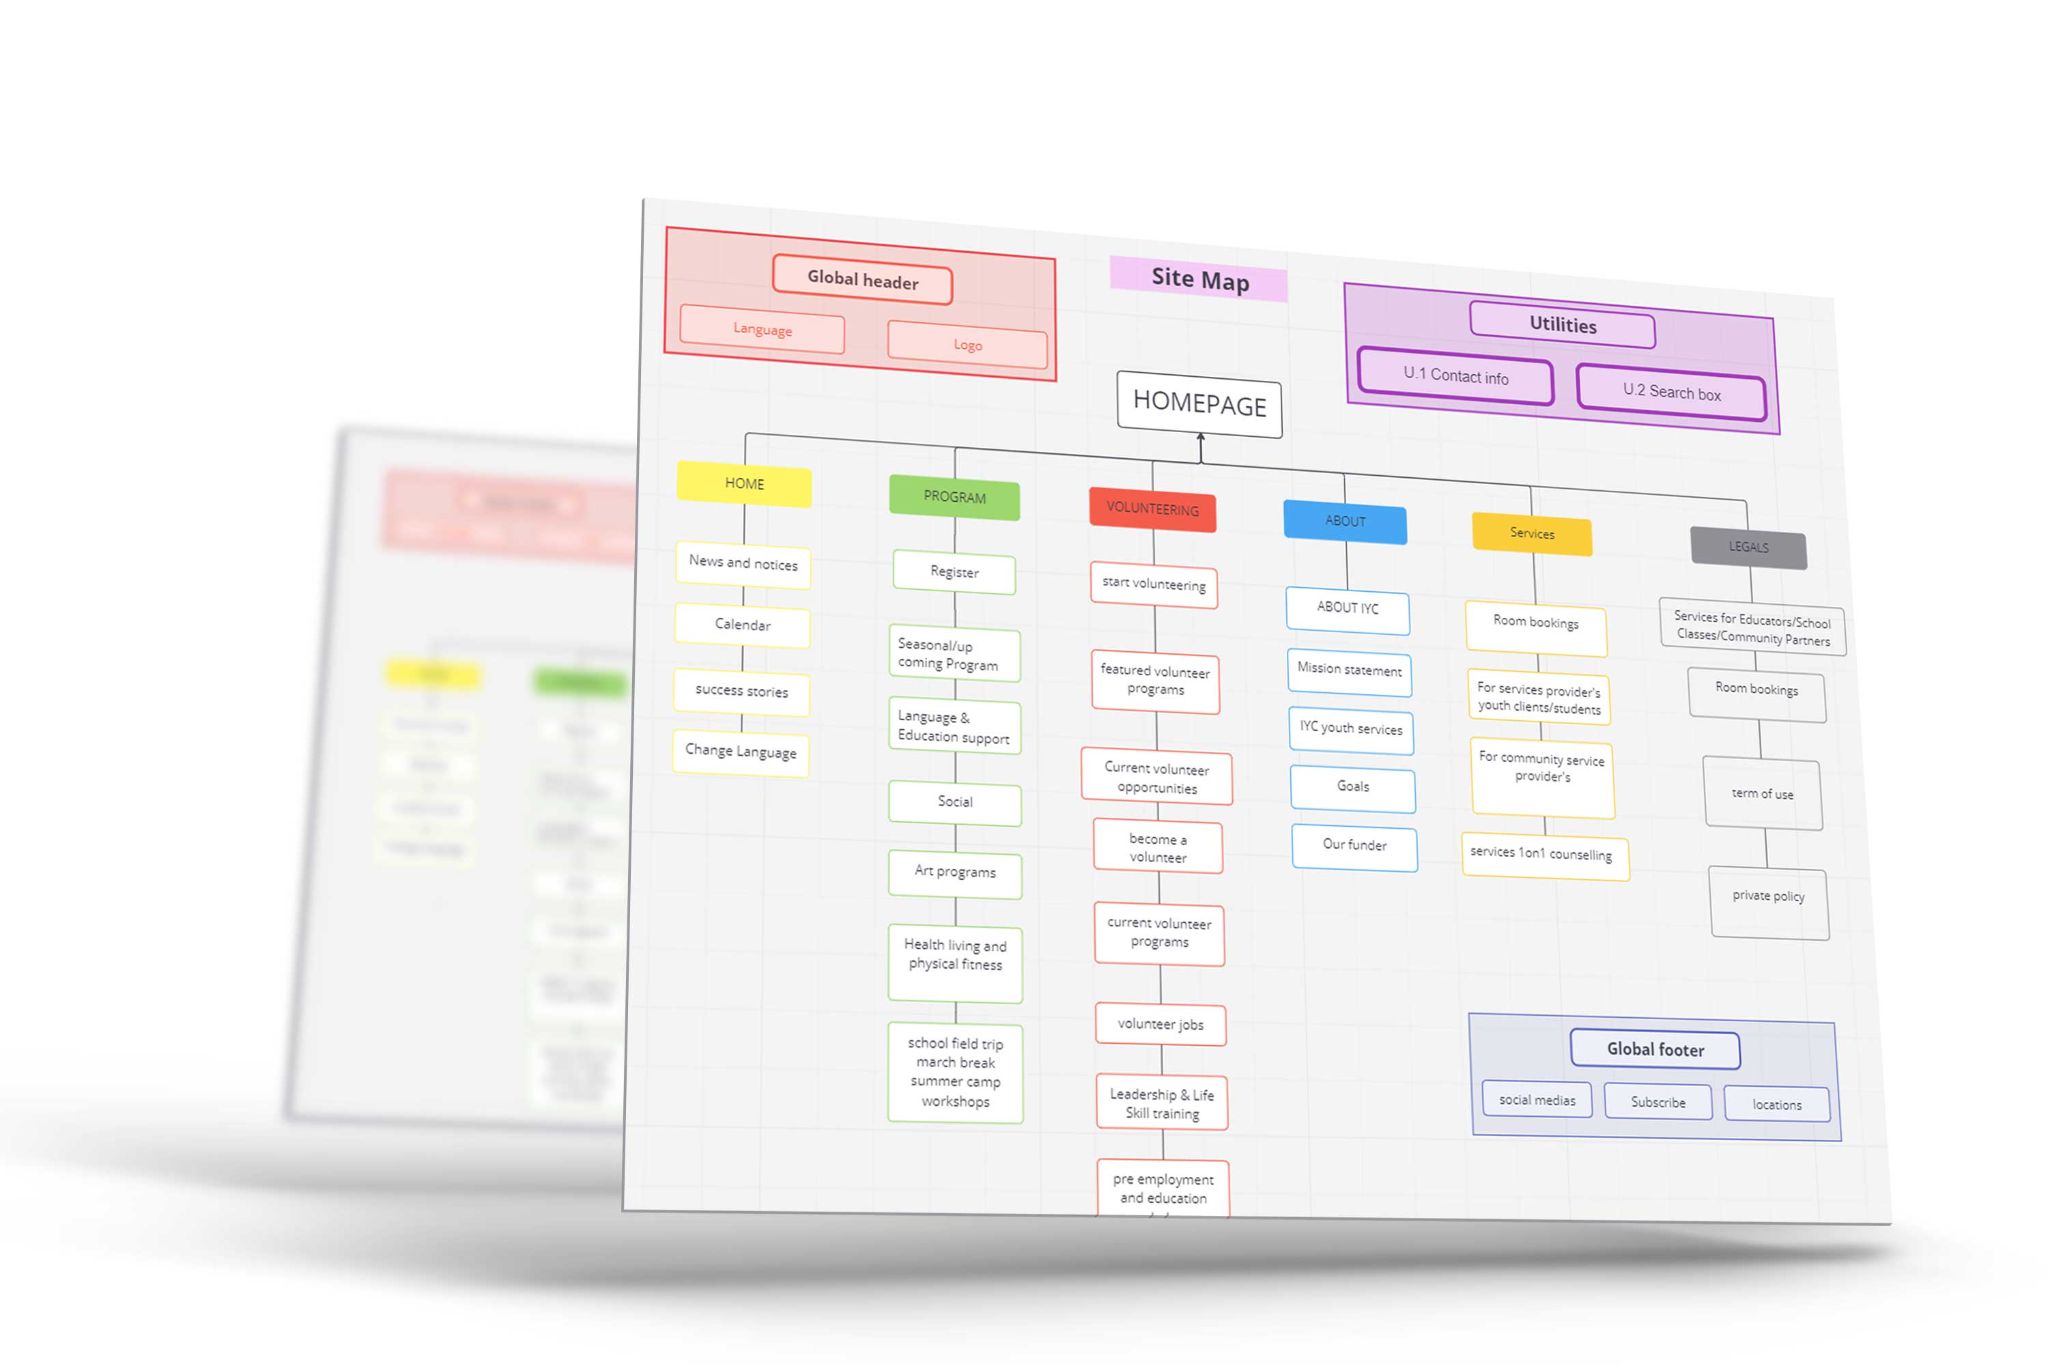 Global header
Language
Logo
Site Map
Utilities
U.1 Contact info
U.2 Search box
HOMEPAGE
HOME
News and notices
Calendar
success stories
Change Language
PROGRAM
Register
Seasonal/up
coming Program
Language &
Education support
Social
Art programs
Health living and
physical fitness
school field trip
march break
summer camp
workshops
VOLUNTEERING
start volunteering
featured volunteer
programs
Current volunteer
opportunities
become a
volunteer
current volunteer
programs
volunteer jobs
Leadership & Life
Skill training
pre employment
and education
ABOUT
ABOUT IYC
Mission statement
IYC youth services
Goals
Our funder
Services
Room bookings
For services provider's
youth clients/students
For community service
provider's
services 1on1 counselling
LEGALS
Services for Educators/School
Classes/Community Partners
Room bookings
term of use
private policy
Global footer
social medias
Subscribe
locations